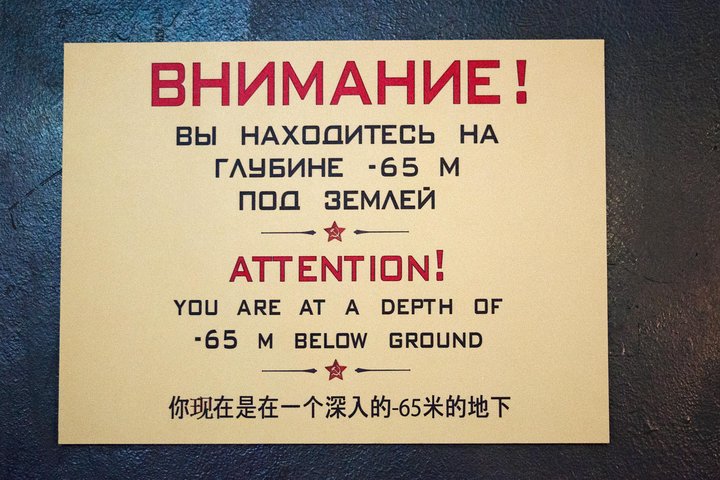 ВНИМАНИЕ!
ВЫ НАХОДИТЕСЬ НА
ГЛУБИНЕ -65 М
ПОД ЗЕМЛЕЙ
ATTENTION!
YOU ARE AT A DEPTH OF
-65 M BELOW GROUND
你现在是在一个深入的-65米的地下